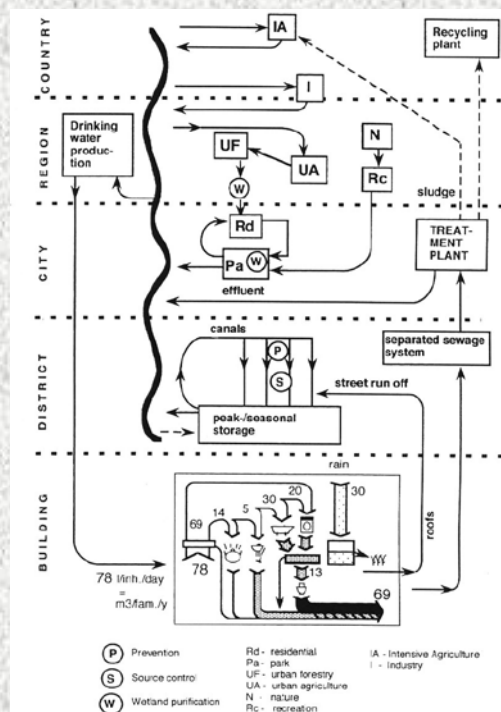 COUNTRY
IA
Recycling
plant
I
REGION
Drinking
water
produc-
tion
UF
UA
W
N
Rc
sludge
CITY
Rd
Pa W
TREAT-
MENT
PLANT
effluent
DISTRICT
canals
P
S
separated sewage
system
street run off
peak-/seasonal
storage
BUILDING
rain
roofs
30
20
30
5
14
69
78
13
69
78 l/inh./day
=
m3/fam./y
P Prevention
S Source control
W Wetland purification
Rd - residential
Pa - park
UF - urban forestry
UA - urban agriculture
N - nature
Rc - recreation
IA - Intensive Agriculture
I - Industry